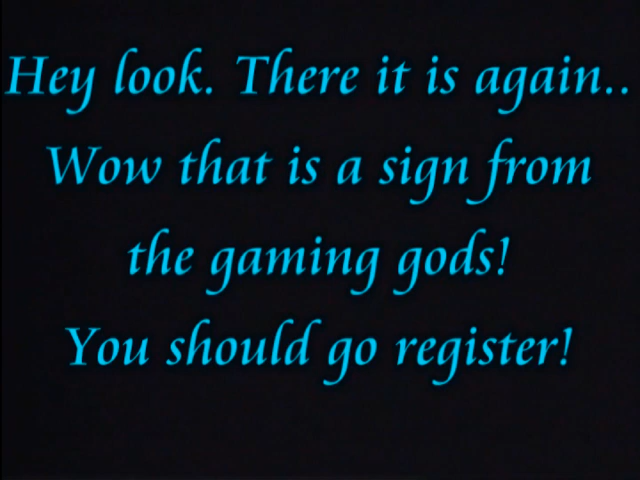 Hey look. There it is again..
Wow that is a sign from
the gaming gods!
You should go register!